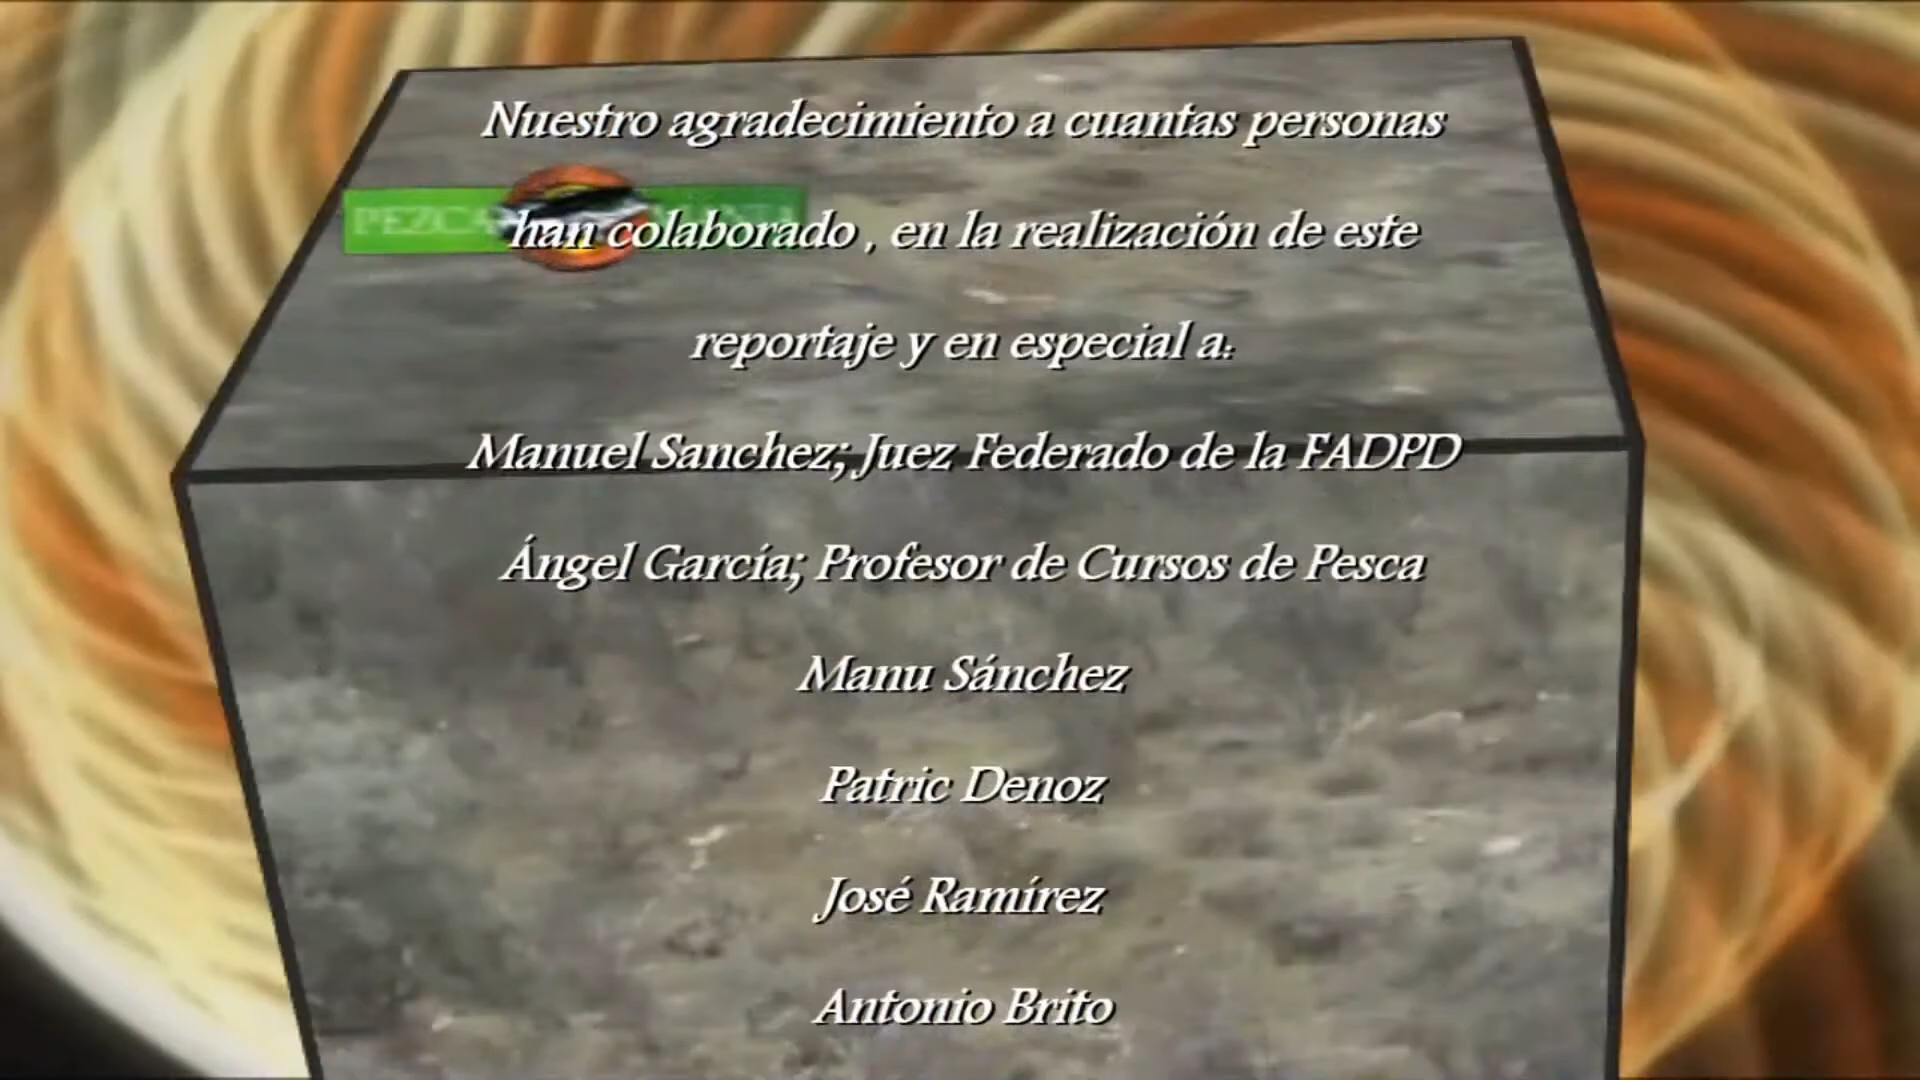 Nuestro agradecimiento a cuantas personas
han colaborado , en la realización de este
reportaje y en especial a:
Manuel Sanchez; Juez Federado de la FADPD
Ángel García; Profesor de Cursos de Pesca
Manu Sánchez
Patric Denoz
José Ramírez
Antonio Brito